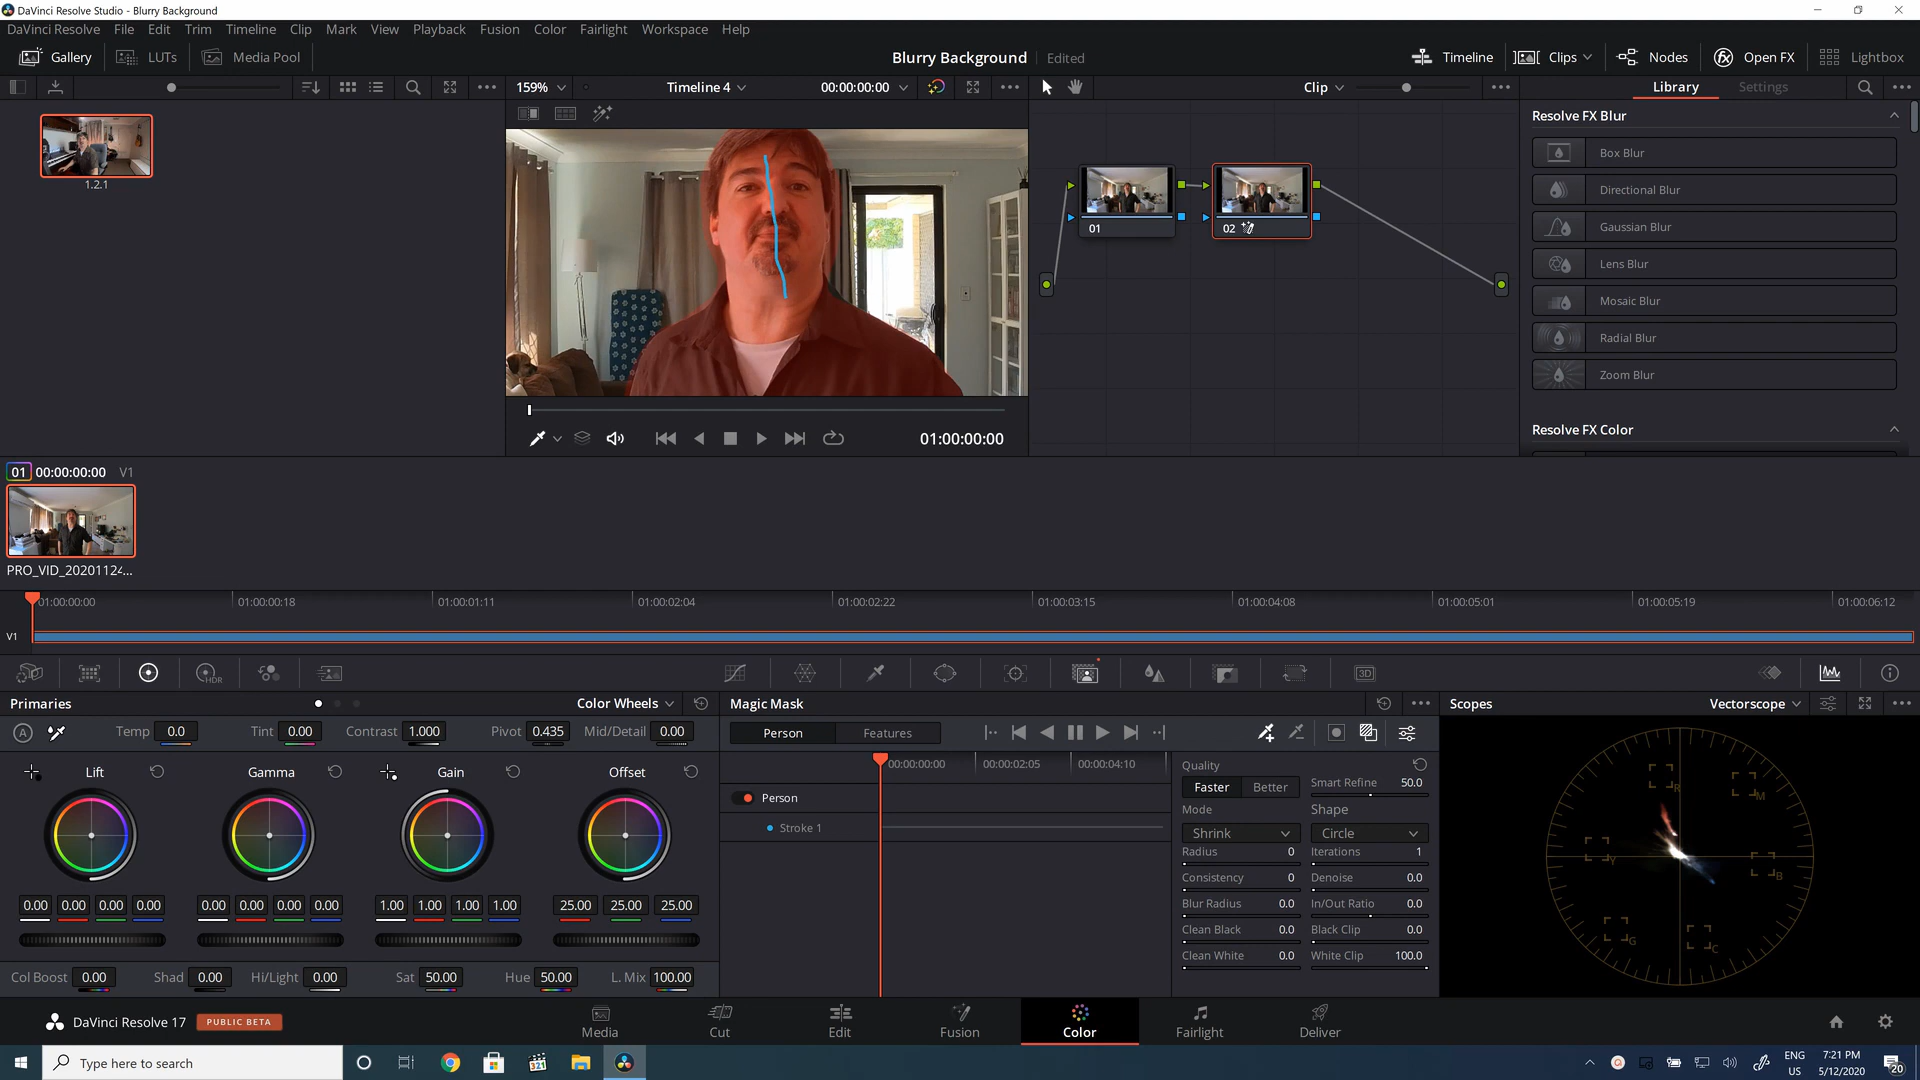 DaVinci Resolve Studio - Blurry Background
DaVinci Resolve File Edit Trim Timeline Clip Mark View Playback Fusion Color Fairlight Workspace Help
Gallery LUTs Media Pool Blurry Background Edited Timeline Clips Nodes Open FX Lightbox
159% Timeline 4 00:00:00:00 Clip Library Settings
Resolve FX Blur
Box Blur
Directional Blur
Gaussian Blur
Lens Blur
Mosaic Blur
Radial Blur
Zoom Blur
Resolve FX Color
1.2.1
01
02
01:00:00:00
01 00:00:00:00 V1
PRO_VID_20201124...
01:00:00:00 01:00:00:18 01:00:01:11 01:00:02:04 01:00:02:22 01:00:03:15 01:00:04:08 01:00:05:01 01:00:05:19 01:00:06:12
V1
HDR 3D
Primaries Color Wheels Magic Mask Scopes Vectorscope
A Temp 0.0 Tint 0.00 Contrast 1.000 Pivot 0.435 Mid/Detail 0.00
Person Features
Lift Gamma Gain Offset
00:00:00:00 00:00:02:05 00:00:04:10
Person
Stroke 1
Quality
Faster Better Smart Refine 50.0
Mode Shape
Shrink Circle
Radius 0 Iterations 1
Consistency 0 Denoise 0.0
Blur Radius 0.0 In/Out Ratio 0.0
Clean Black 0.0 Black Clip 0.0
Clean White 0.0 White Clip 100.0
R M Y B G C
0.00 0.00 0.00 0.00 0.00 0.00 0.00 0.00 1.00 1.00 1.00 1.00 25.00 25.00 25.00
Col Boost 0.00 Shad 0.00 Hi/Light 0.00 Sat 50.00 Hue 50.00 L. Mix 100.00
DaVinci Resolve 17 PUBLIC BETA Media Cut Edit Fusion Color Fairlight Deliver
Type here to search
321
ENG
US
7:21 PM
5/12/2020
20